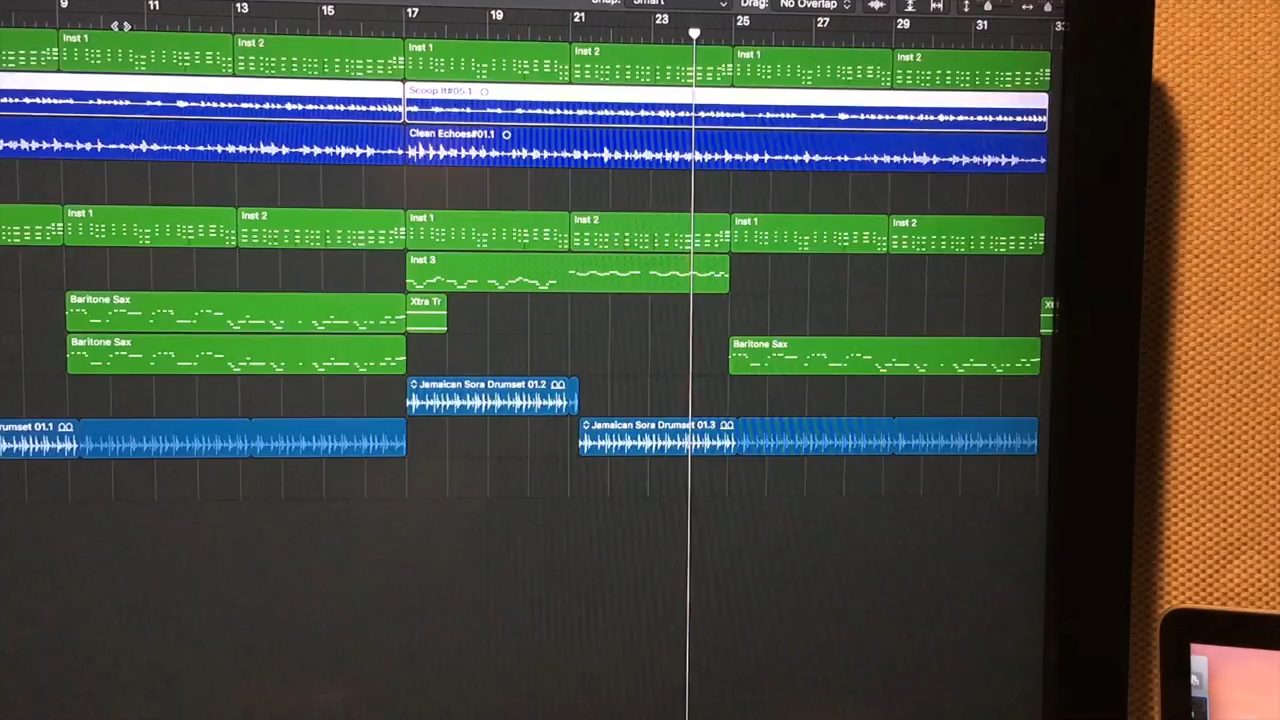 Snap: Smart Drag: No Overlap
9 11 13 15 17 19 21 23 25 27 29 31 33
Inst 1 Inst 2 Inst 1 Inst 2 Inst 1 Inst 2
Scoop It#05.1
Clean Echoes#01.1
Inst 1 Inst 2 Inst 1 Inst 2 Inst 1 Inst 2
Inst 3
Baritone Sax Xtra Tr Xt
Baritone Sax Baritone Sax
Jamaican Sora Drumset 01.2
rumset 01.1 Jamaican Sora Drumset 01.3